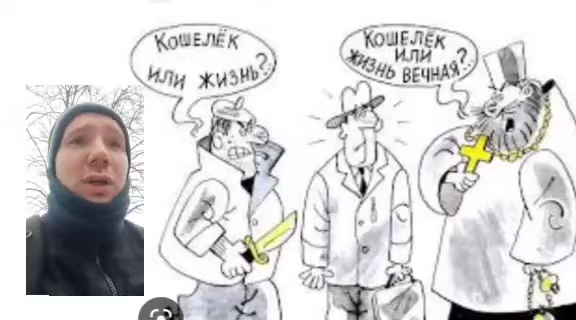 КОШЕЛЁК
ИЛИ ЖИЗНЬ?
КОШЕЛЁК
ИЛИ
ЖИЗНЬ ВЕЧНАЯ?